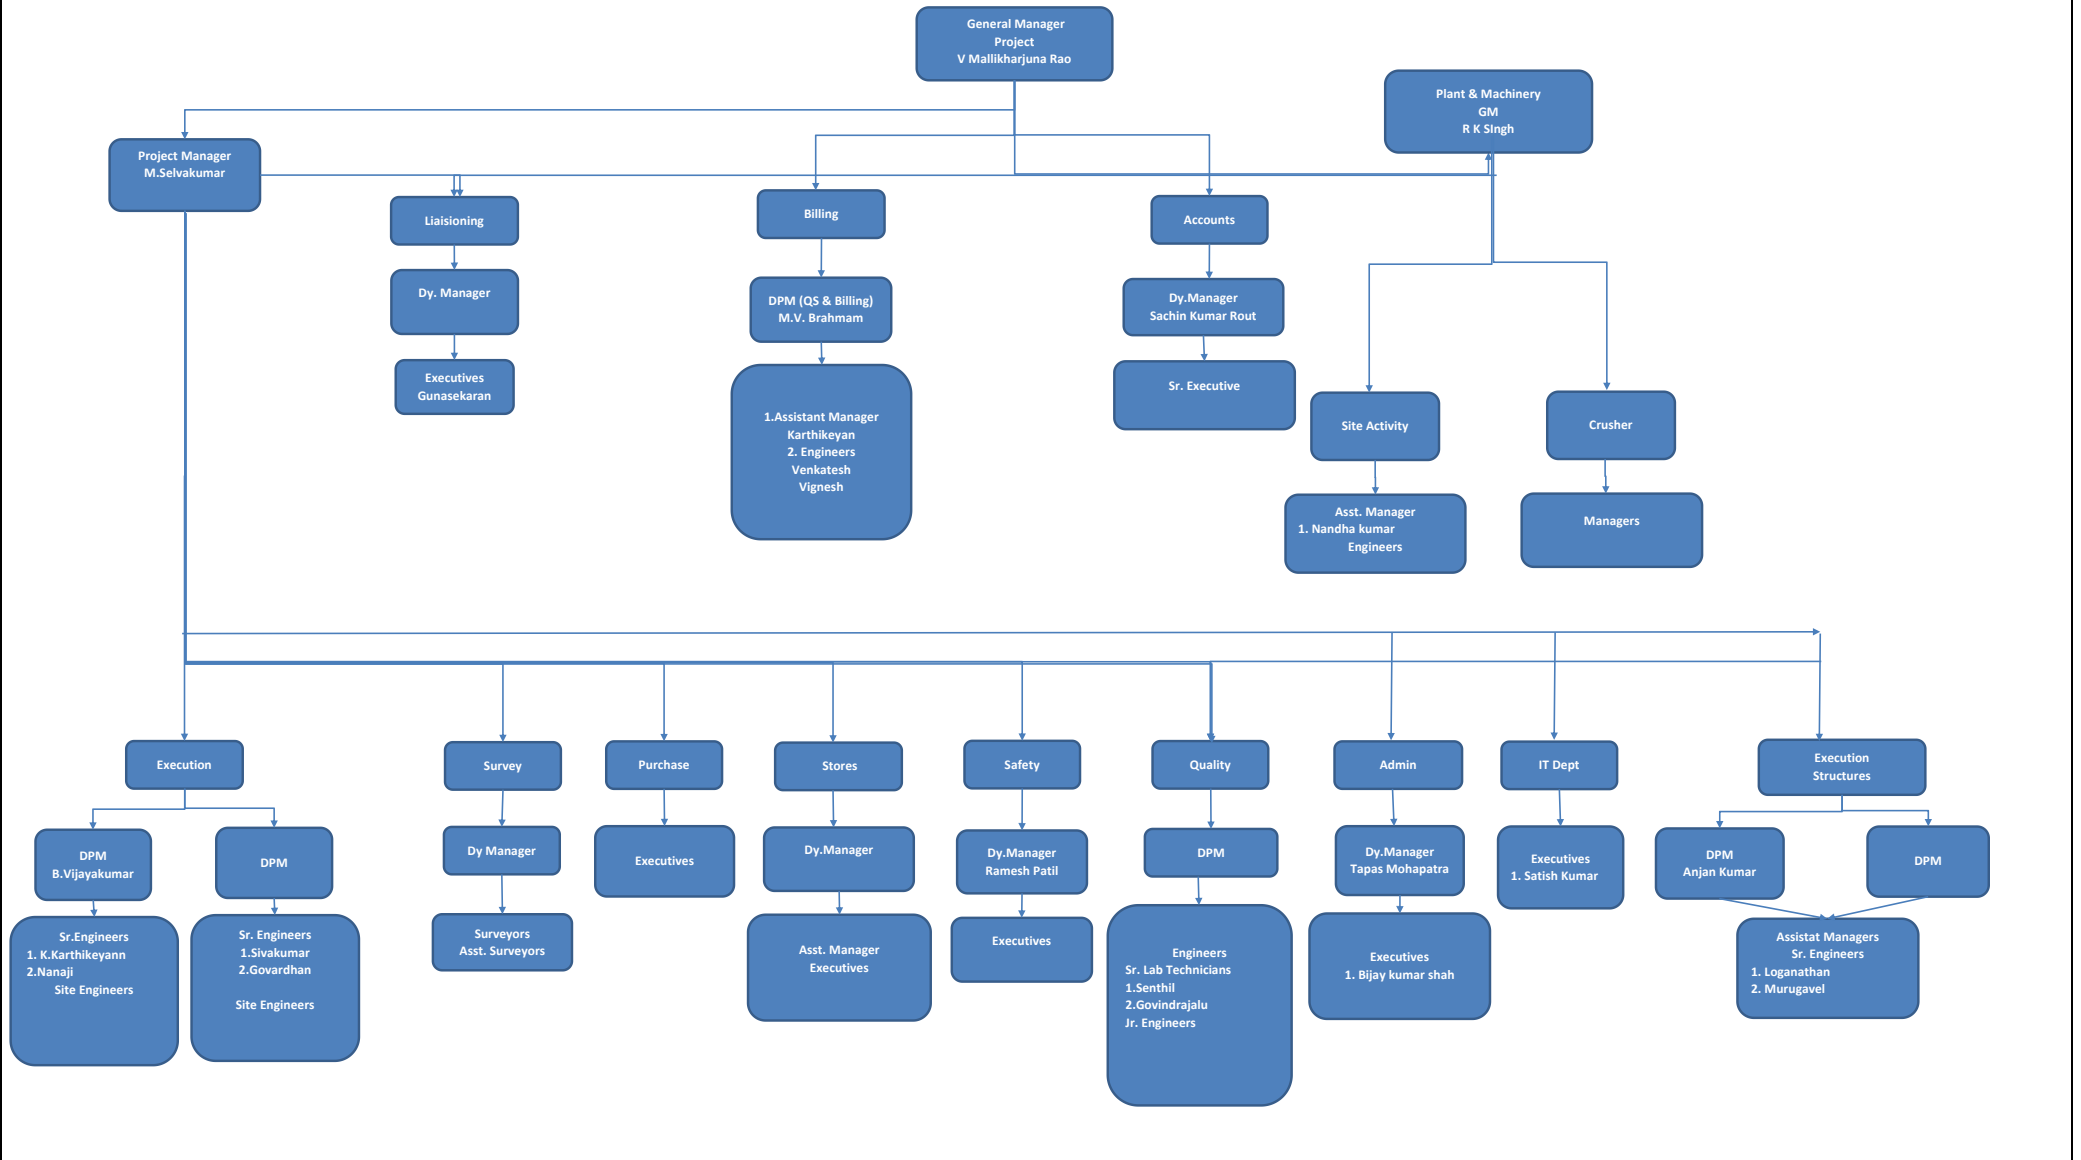 General Manager
Project
V Mallikharjuna Rao
Plant & Machinery
GM
R K SIngh
Project Manager
M.Selvakumar
Liaisioning
Billing
Accounts
Dy. Manager
DPM (QS & Billing)
M.V. Brahmam
Dy.Manager
Sachin Kumar Rout
Executives
Gunasekaran
1.Assistant Manager
Karthikeyan
2. Engineers
Venkatesh
Vignesh
Sr. Executive
Site Activity
Crusher
Asst. Manager
1. Nandha kumar
Engineers
Managers
Execution
Survey
Purchase
Stores
Safety
Quality
Admin
IT Dept
Execution
Structures
DPM
B.Vijayakumar
DPM
Dy Manager
Executives
Dy.Manager
Dy.Manager
Ramesh Patil
DPM
Dy.Manager
Tapas Mohapatra
Executives
1. Satish Kumar
DPM
Anjan Kumar
DPM
Sr.Engineers
1. K.Karthikeyann
2.Nanaji
Site Engineers
Sr. Engineers
1.Sivakumar
2.Govardhan
Site Engineers
Surveyors
Asst. Surveyors
Asst. Manager
Executives
Executives
Engineers
Sr. Lab Technicians
1.Senthil
2.Govindrajalu
Jr. Engineers
Executives
1. Bijay kumar shah
Assistat Managers
Sr. Engineers
1. Loganathan
2. Murugavel